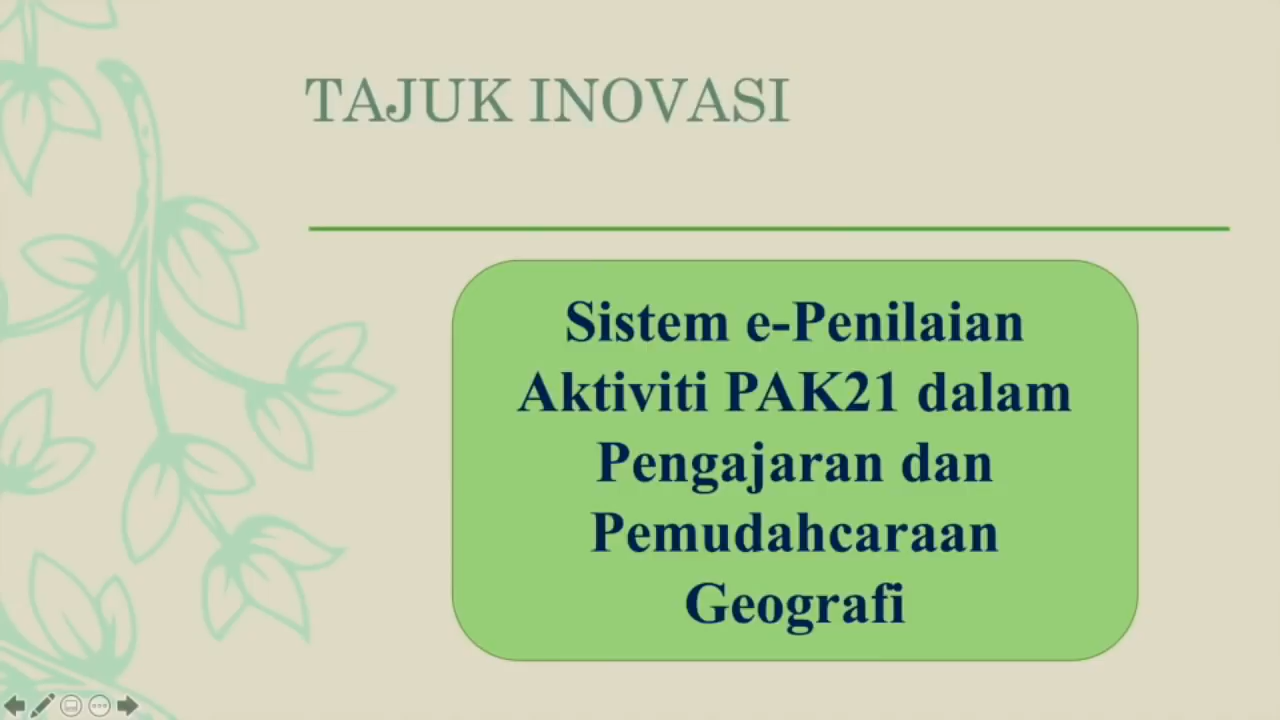 TAJUK INOVASI
Sistem e-Penilaian
Aktiviti PAK21 dalam
Pengajaran dan
Pemudahcaraan
Geografi